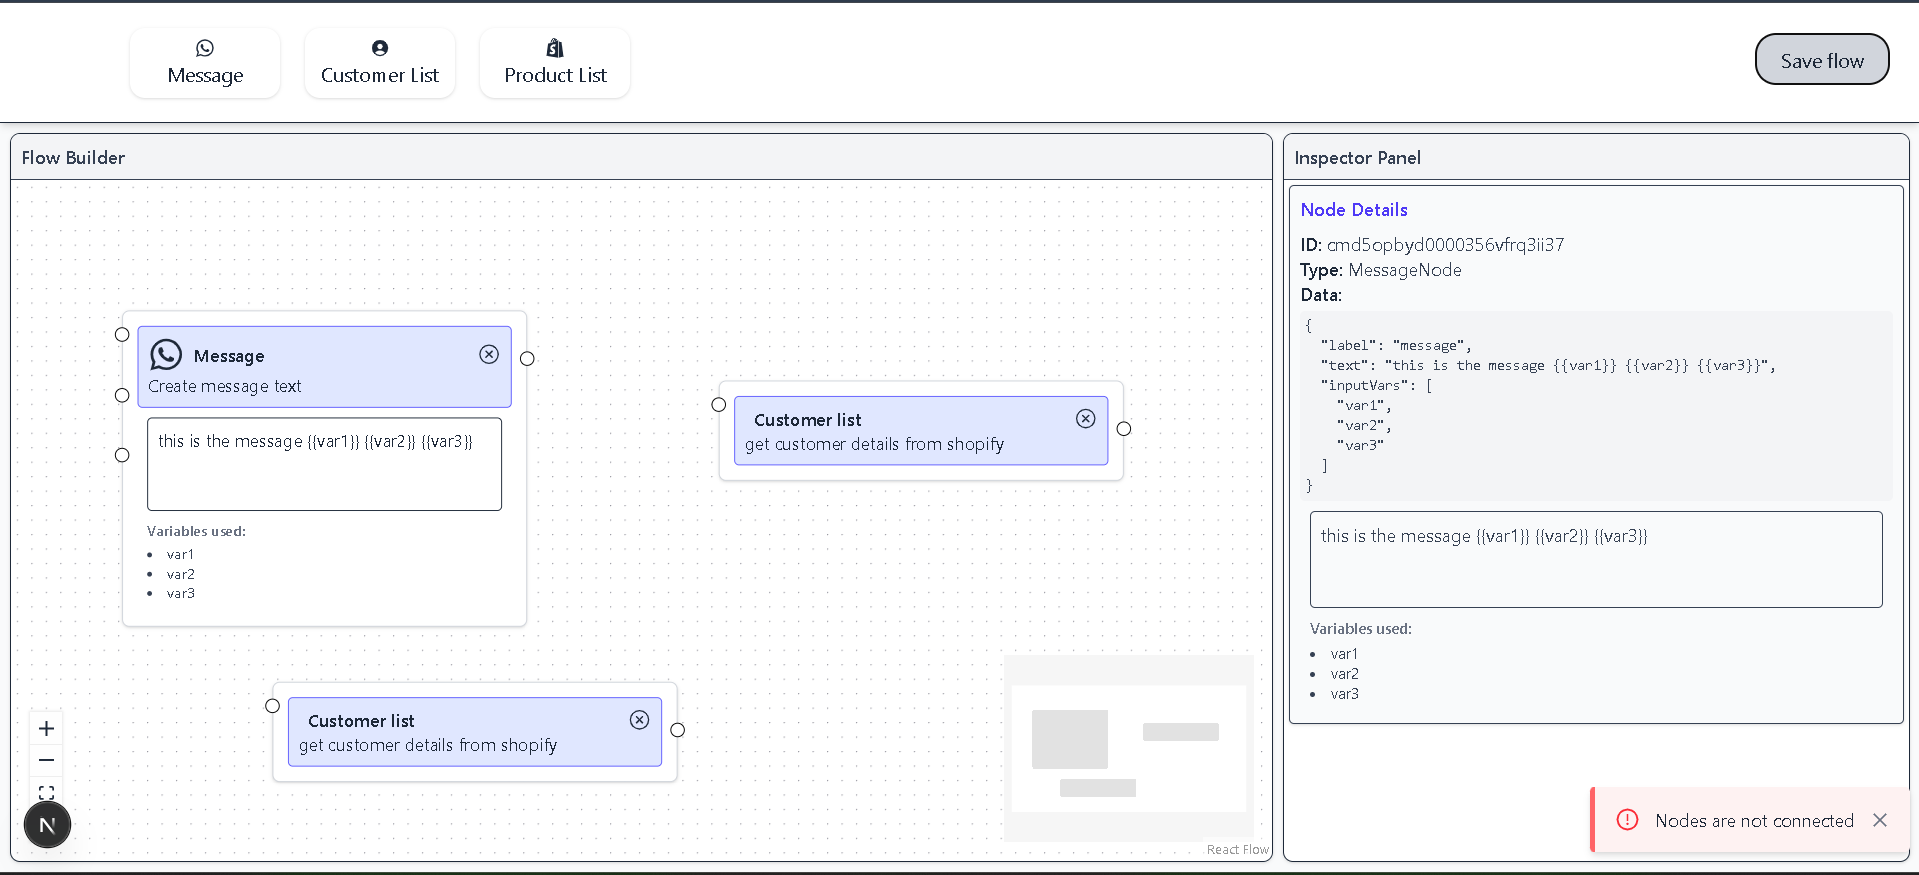 Message
Customer List
Product List
Save flow
Flow Builder
Inspector Panel
Message
Create message text
this is the message {{var1}} {{var2}} {{var3}}
Variables used:
• var1
• var2
• var3
Customer list
get customer details from shopify
Customer list
get customer details from shopify
React Flow
N
Node Details
ID: cmd5opbyd0000356vfrq3ii37
Type: MessageNode
Data:
{
"label": "message",
"text": "this is the message {{var1}} {{var2}} {{var3}}",
"inputVars": [
"var1",
"var2",
"var3"
]
}
this is the message {{var1}} {{var2}} {{var3}}
Variables used:
• var1
• var2
• var3
Nodes are not connected